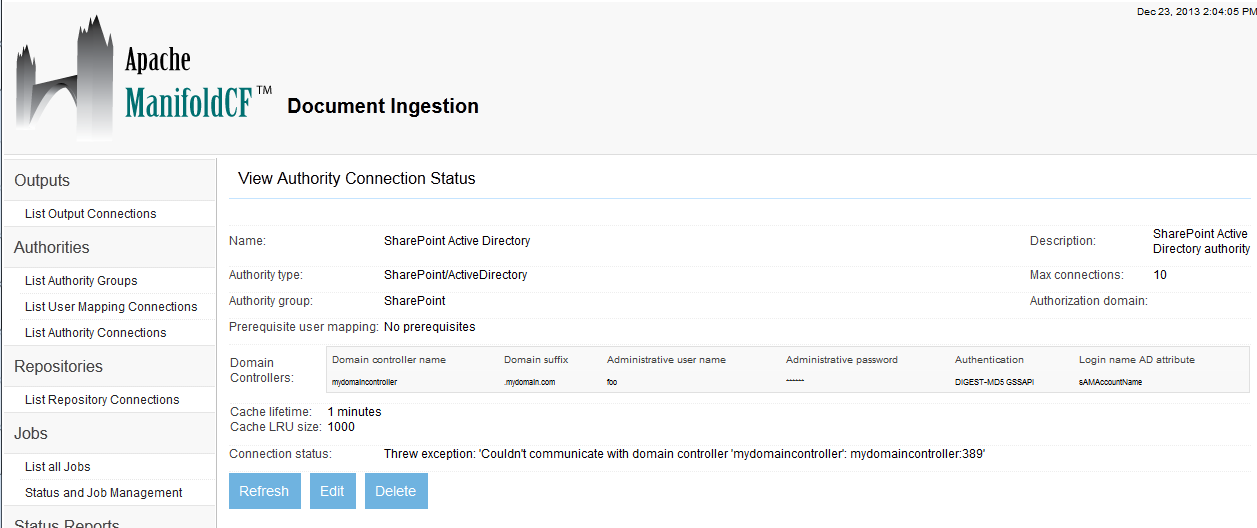 Dec 23, 2013 2:04:05 PM
Apache
ManifoldCF™
Document Ingestion
Outputs
List Output Connections
Authorities
List Authority Groups
List User Mapping Connections
List Authority Connections
Repositories
List Repository Connections
Jobs
List all Jobs
Status and Job Management
Status Reports
View Authority Connection Status
Name: SharePoint Active Directory Description: SharePoint Active
Directory authority
Authority type: SharePoint/ActiveDirectory Max connections: 10
Authority group: SharePoint Authorization domain:
Prerequisite user mapping: No prerequisites
Domain
Controllers:
Domain controller name Domain suffix Administrative user name Administrative password Authentication Login name AD attribute
mydomaincontroller .mydomain.com foo ------ DIGEST-MD5 GSSAPI sAMAccountName
Cache lifetime: 1 minutes
Cache LRU size: 1000
Connection status: Threw exception: 'Couldn't communicate with domain controller 'mydomaincontroller': mydomaincontroller:389'
Refresh Edit Delete